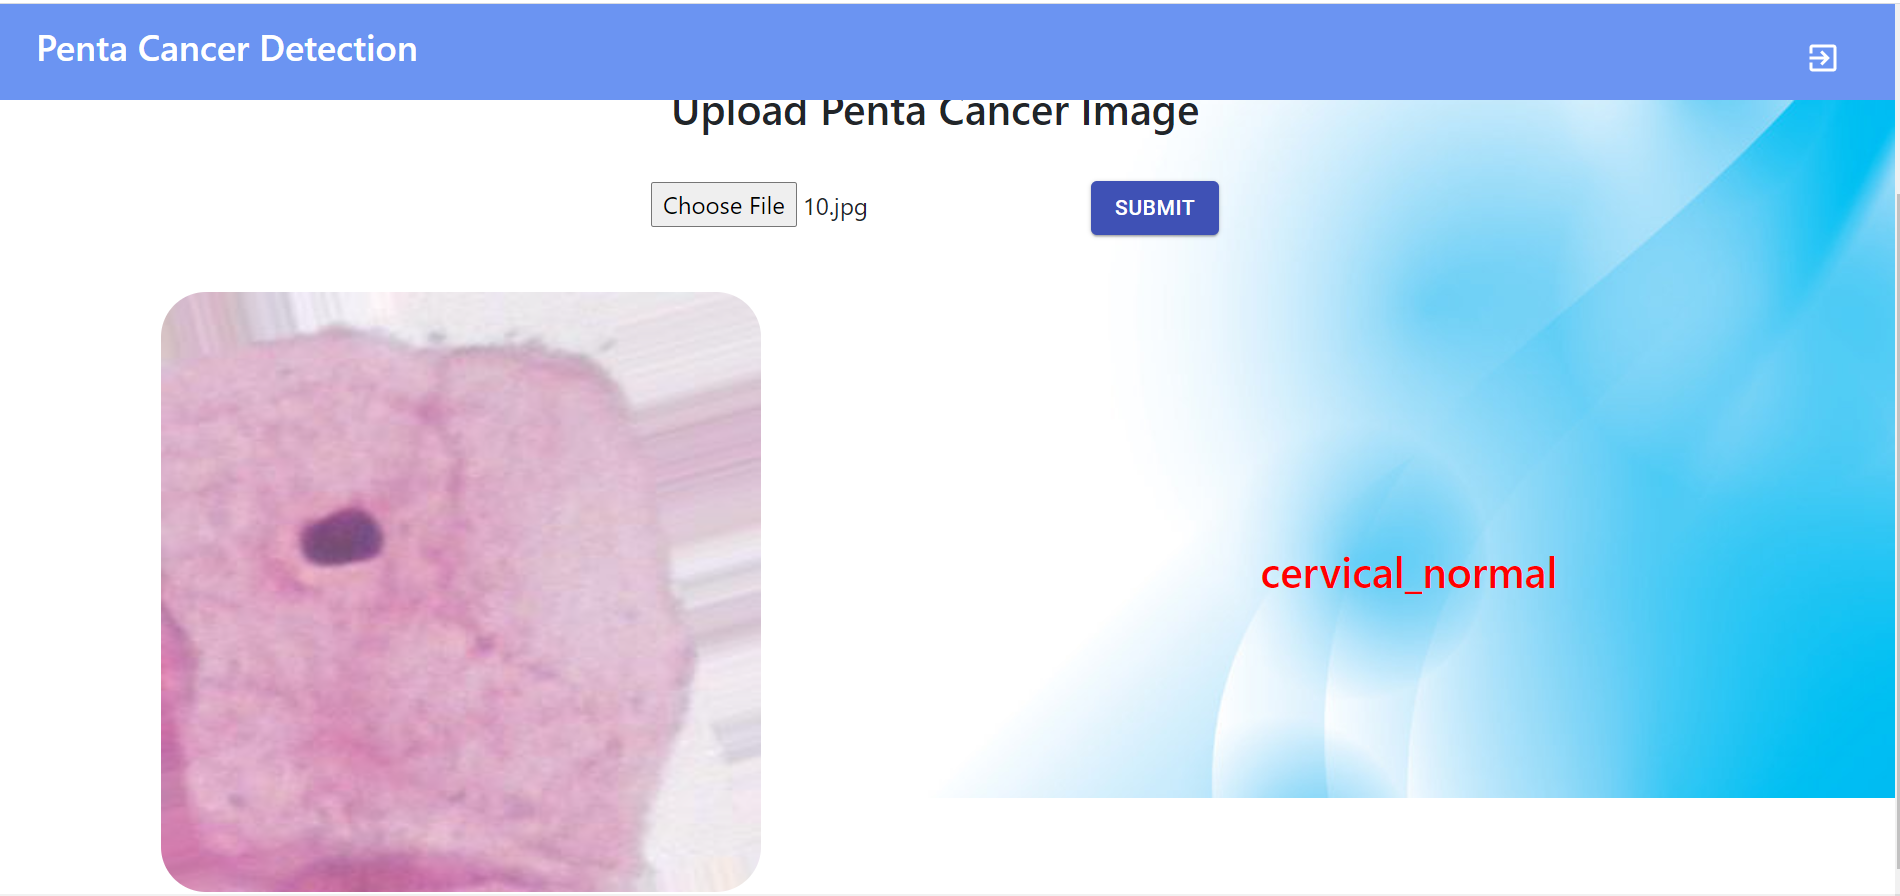 Penta Cancer Detection
Upload Penta Cancer Image
Choose File 10.jpg
SUBMIT
cervical_normal